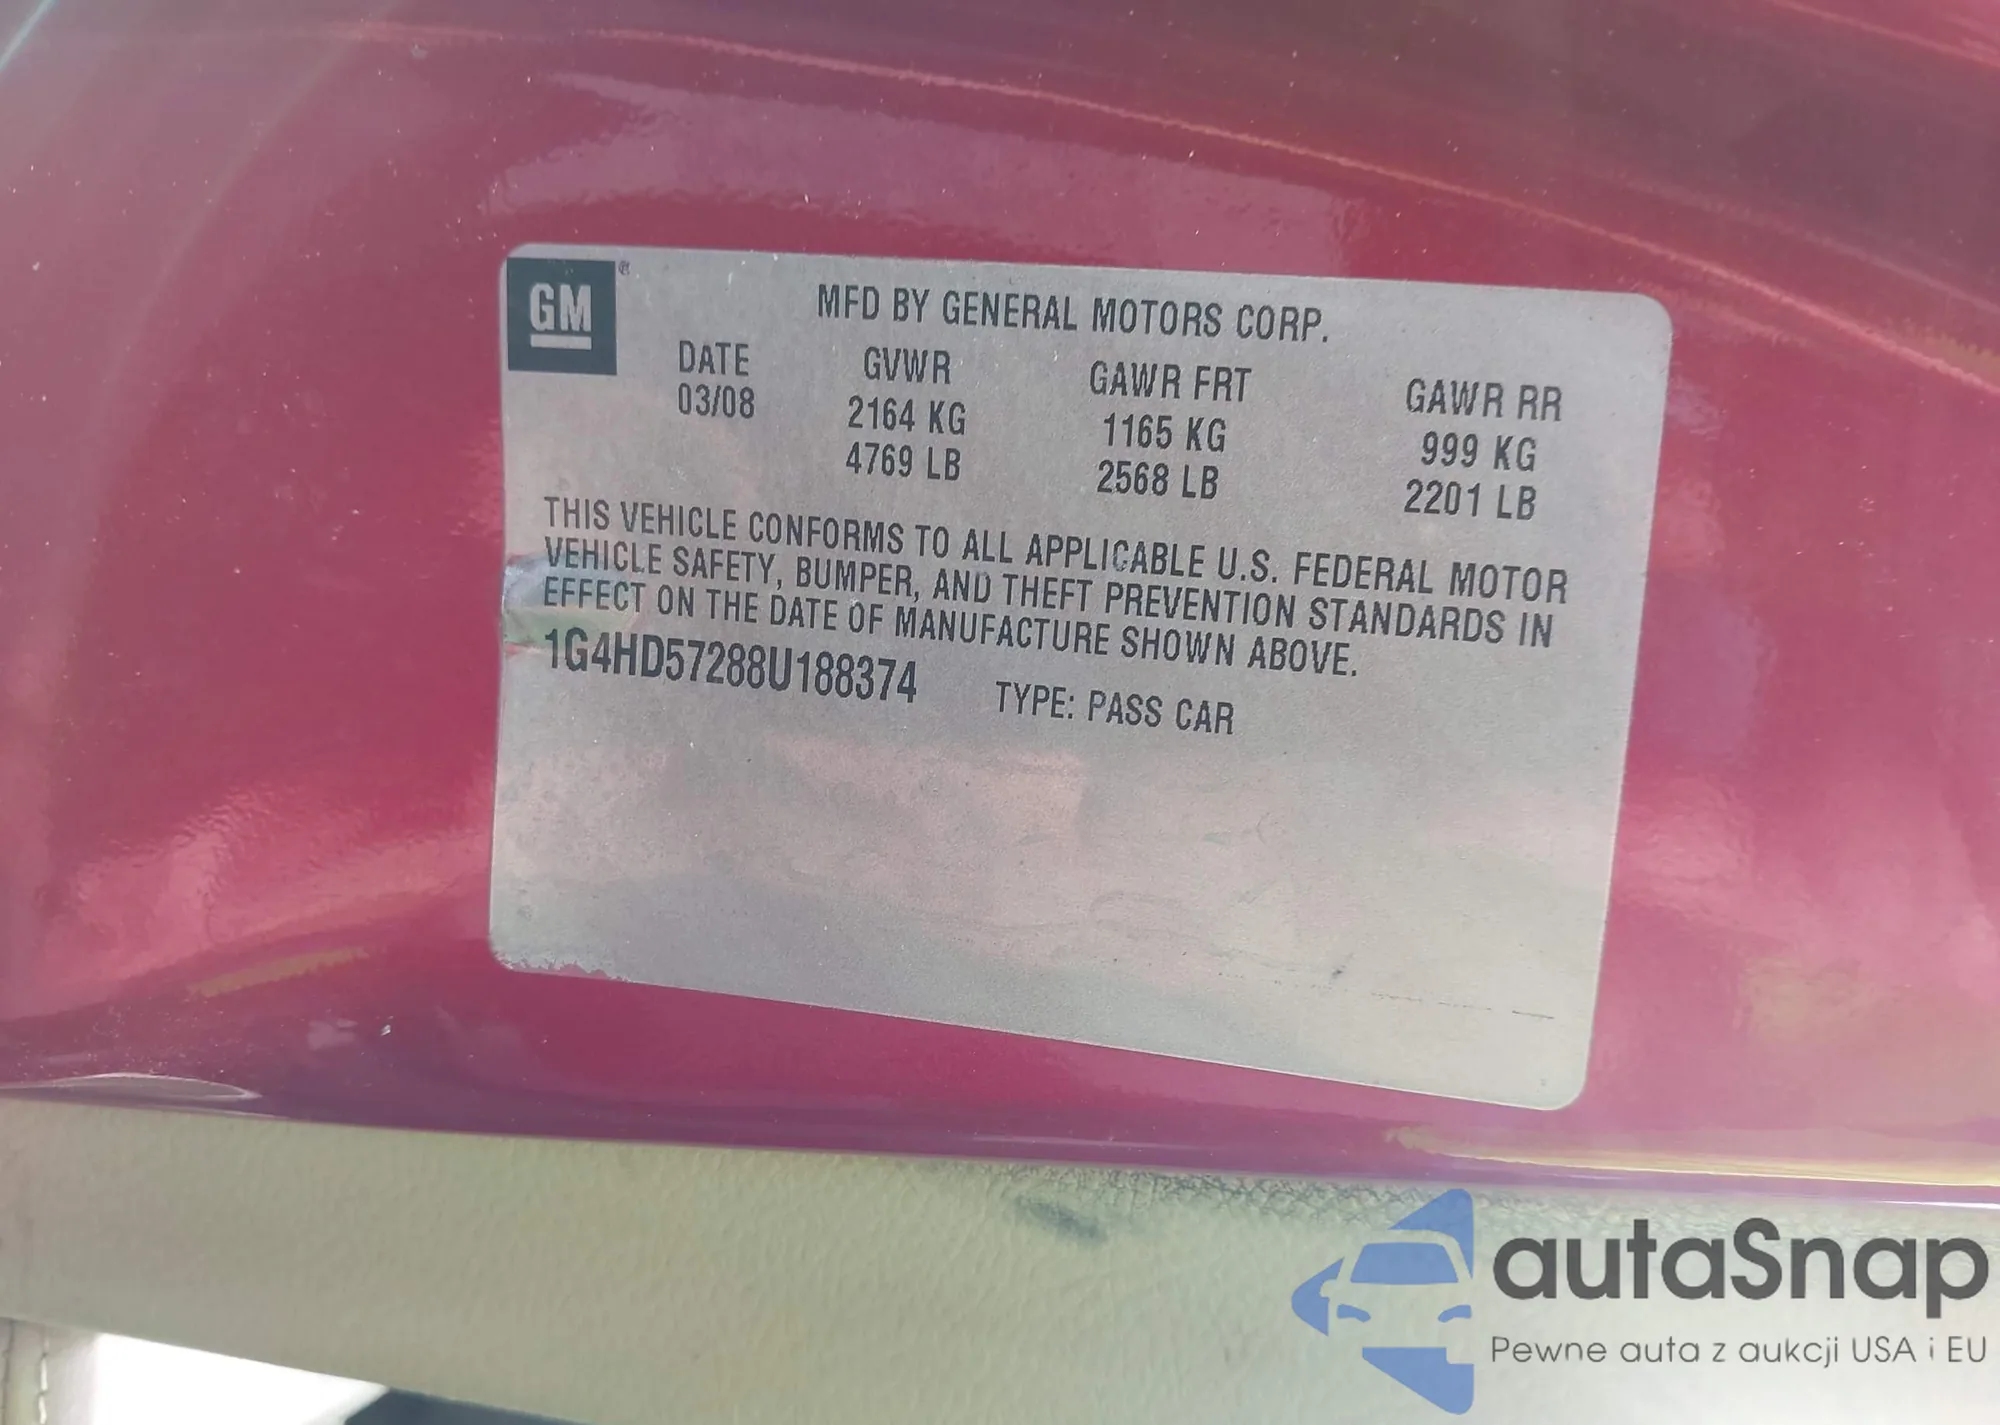 GM
MFD BY GENERAL MOTORS CORP.
DATE GVWR GAWR FRT GAWR RR
03/08 2164 KG 1165 KG 999 KG
4769 LB 2568 LB 2201 LB
THIS VEHICLE CONFORMS TO ALL APPLICABLE U.S. FEDERAL MOTOR
VEHICLE SAFETY, BUMPER, AND THEFT PREVENTION STANDARDS IN
EFFECT ON THE DATE OF MANUFACTURE SHOWN ABOVE.
1G4HD57288U188374 TYPE: PASS CAR
autaSnap
Pewne auta z aukcji USA i EU